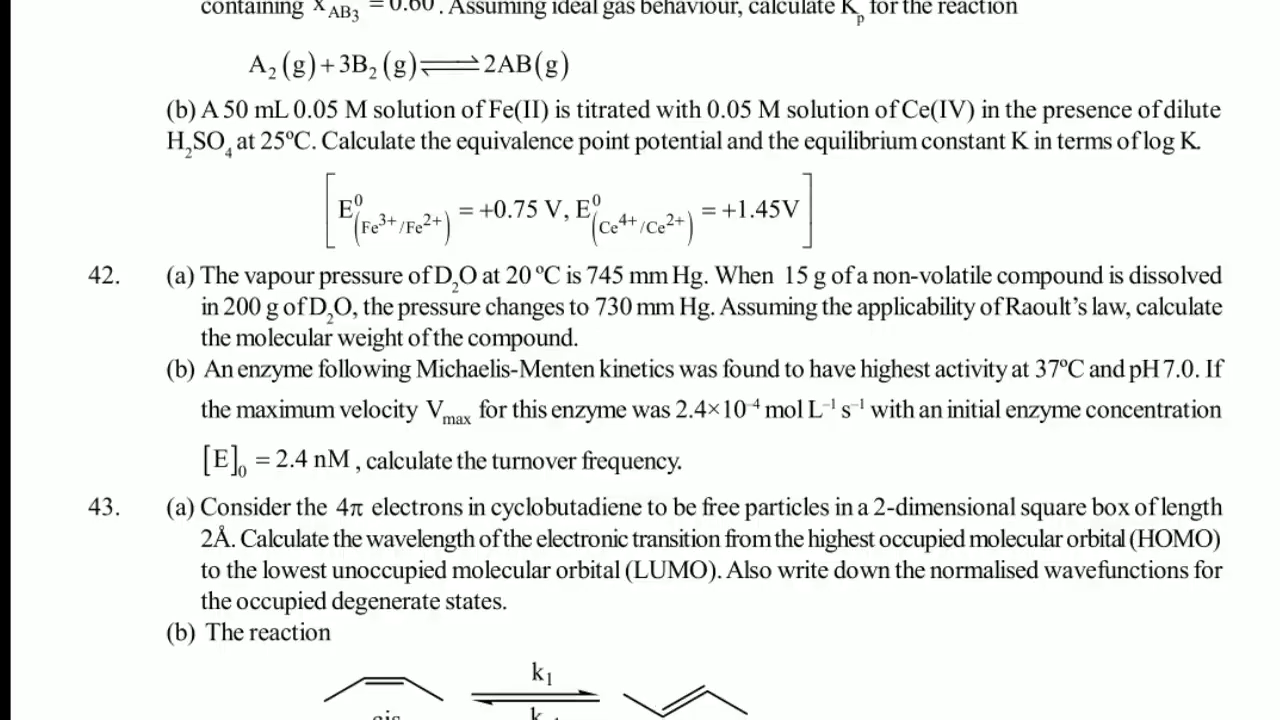 containing x AB₃ = 0.60. Assuming ideal gas behaviour, calculate Kₚ for the reaction
A₂(g)+3B₂(g)⇌2AB(g)
(b) A 50 mL 0.05 M solution of Fe(II) is titrated with 0.05 M solution of Ce(IV) in the presence of dilute
H₂SO₄ at 25ºC. Calculate the equivalence point potential and the equilibrium constant K in terms of log K.
[E⁰(Fe³⁺/Fe²⁺) = +0.75 V, E⁰(Ce⁴⁺/Ce²⁺) = +1.45V]
42. (a) The vapour pressure of D₂O at 20 ºC is 745 mm Hg. When 15 g of a non-volatile compound is dissolved
in 200 g of D₂O, the pressure changes to 730 mm Hg. Assuming the applicability of Raoult's law, calculate
the molecular weight of the compound.
(b) An enzyme following Michaelis-Menten kinetics was found to have highest activity at 37ºC and pH 7.0. If
the maximum velocity Vmax for this enzyme was 2.4×10⁻⁴ mol L⁻¹ s⁻¹ with an initial enzyme concentration
[E]₀ = 2.4 nM, calculate the turnover frequency.
43. (a) Consider the 4π electrons in cyclobutadiene to be free particles in a 2-dimensional square box of length
2Å. Calculate the wavelength of the electronic transition from the highest occupied molecular orbital (HOMO)
to the lowest unoccupied molecular orbital (LUMO). Also write down the normalised wavefunctions for
the occupied degenerate states.
(b) The reaction
k₁
cis